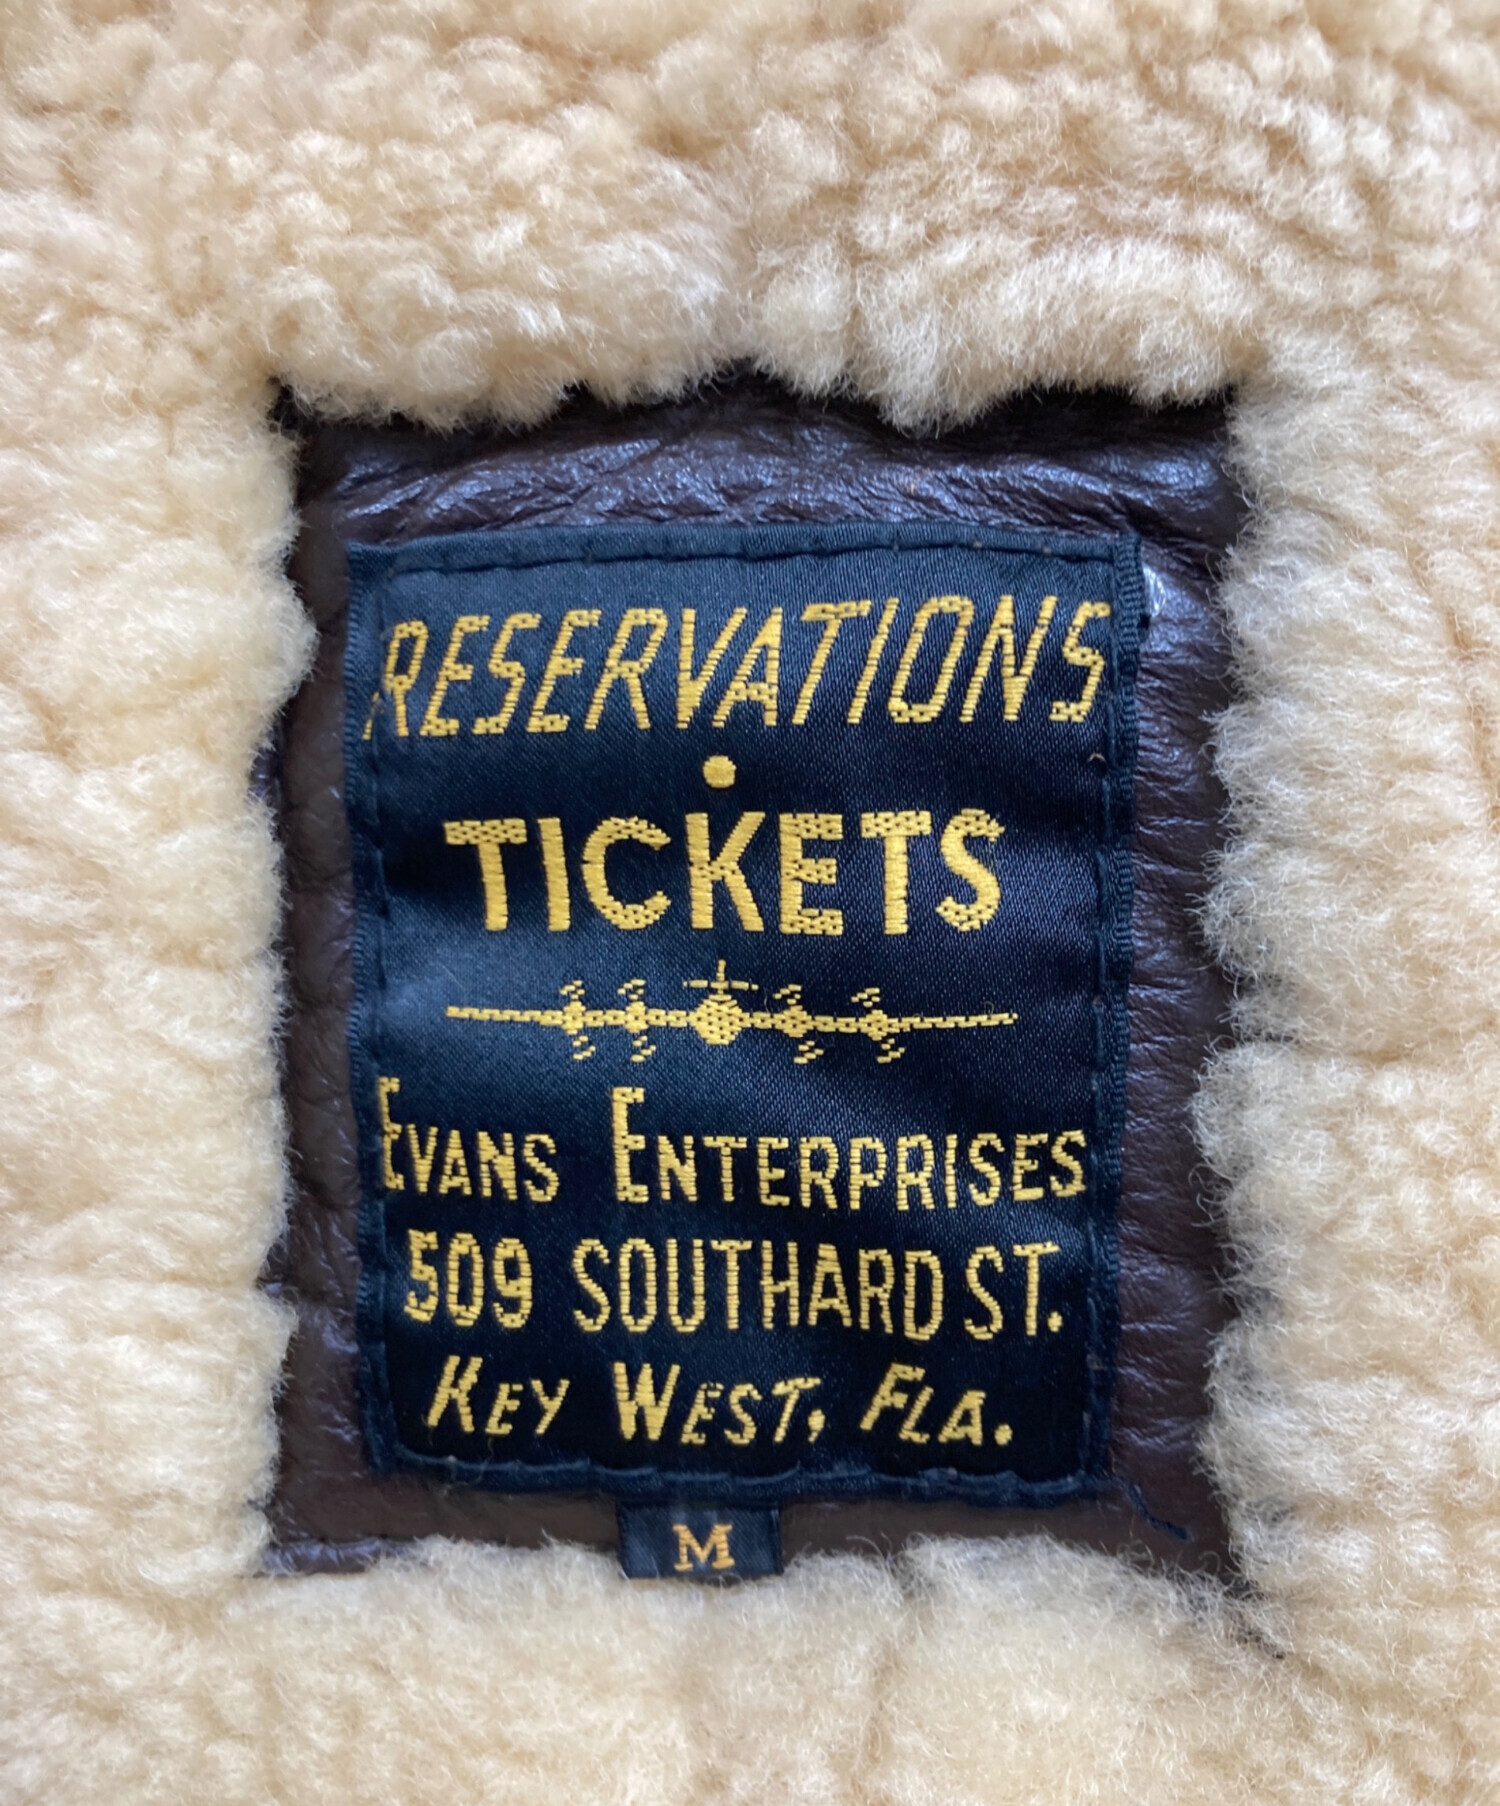 RESERVATIONS
TICKETS
EVANS ENTERPRISES
509 SOUTHARD ST.
KEY WEST, FLA.
M